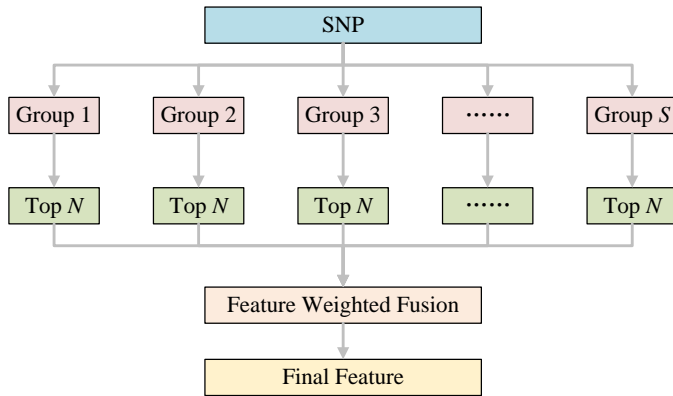 SNP
Group 1
Group 2
Group 3
······
Group S
Top N
Top N
Top N
······
Top N
Feature Weighted Fusion
Final Feature